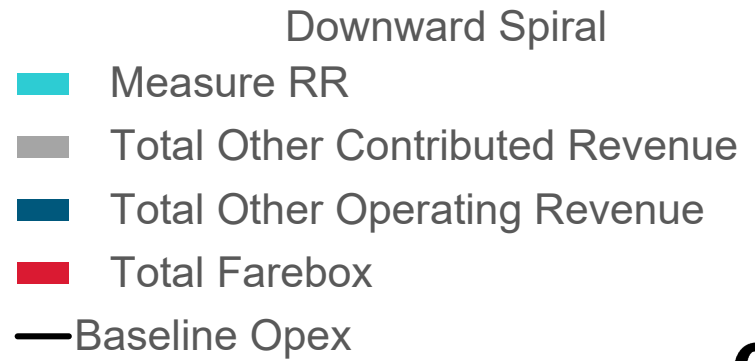 Downward Spiral
Measure RR
Total Other Contributed Revenue
Total Other Operating Revenue
Total Farebox
Baseline Opex